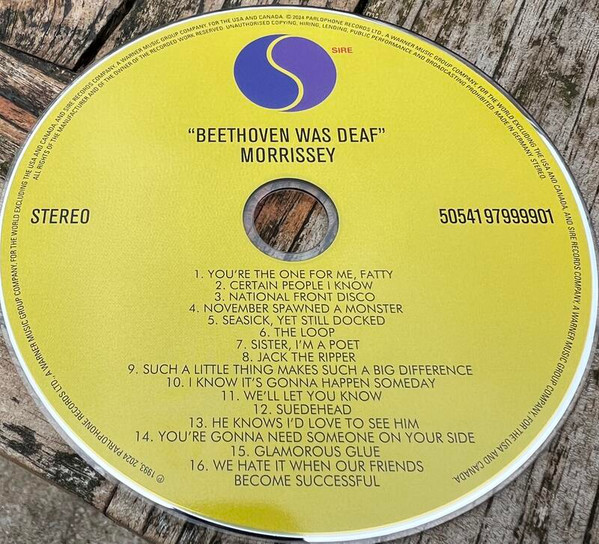 ℗ 1993, 2024 PARLOPHONE RECORDS LTD., A WARNER MUSIC GROUP COMPANY, FOR THE WORLD EXCLUDING THE USA AND CANADA, AND SIRE RECORDS COMPANY, A WARNER MUSIC GROUP COMPANY, FOR THE USA AND CANADA. © 2024 PARLOPHONE RECORDS LTD., A WARNER MUSIC GROUP COMPANY, FOR THE WORLD EXCLUDING THE USA AND CANADA, AND SIRE RECORDS COMPANY, A WARNER MUSIC GROUP COMPANY, FOR THE USA AND CANADA.
ALL RIGHTS OF THE MANUFACTURER AND OF THE OWNER OF THE RECORDED WORK RESERVED. UNAUTHORISED COPYING, HIRING, LENDING, PUBLIC PERFORMANCE AND BROADCASTING PROHIBITED. MADE IN GERMANY. STEREO.
SIRE
"BEETHOVEN WAS DEAF"
MORRISSEY
STEREO
5054197999901
1. YOU'RE THE ONE FOR ME, FATTY
2. CERTAIN PEOPLE I KNOW
3. NATIONAL FRONT DISCO
4. NOVEMBER SPAWNED A MONSTER
5. SEASICK, YET STILL DOCKED
6. THE LOOP
7. SISTER, I'M A POET
8. JACK THE RIPPER
9. SUCH A LITTLE THING MAKES SUCH A BIG DIFFERENCE
10. I KNOW IT'S GONNA HAPPEN SOMEDAY
11. WE'LL LET YOU KNOW
12. SUEDEHEAD
13. HE KNOWS I'D LOVE TO SEE HIM
14. YOU'RE GONNA NEED SOMEONE ON YOUR SIDE
15. GLAMOROUS GLUE
16. WE HATE IT WHEN OUR FRIENDS
BECOME SUCCESSFUL